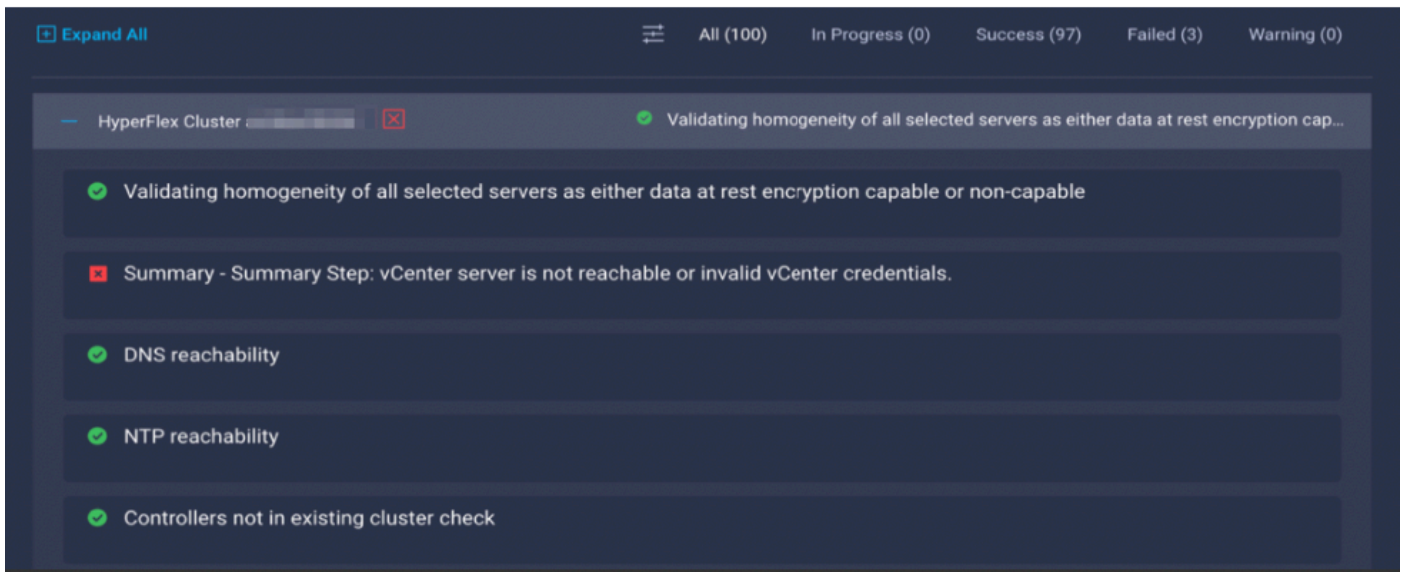 Expand All All (100) In Progress (0) Success (97) Failed (3) Warning (0)
HyperFlex Cluster Validating homogeneity of all selected servers as either data at rest encryption cap...
Validating homogeneity of all selected servers as either data at rest encryption capable or non-capable
Summary - Summary Step: vCenter server is not reachable or invalid vCenter credentials.
DNS reachability
NTP reachability
Controllers not in existing cluster check